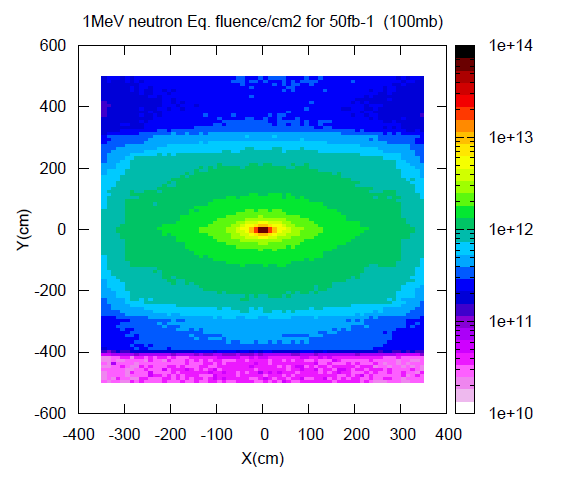 1MeV neutron Eq. fluence/cm2 for 50fb-1 (100mb)
600
400
200
0
-200
-400
-600
Y(cm)
-400 -300 -200 -100 0 100 200 300 400
X(cm)
1e+14
1e+13
1e+12
1e+11
1e+10